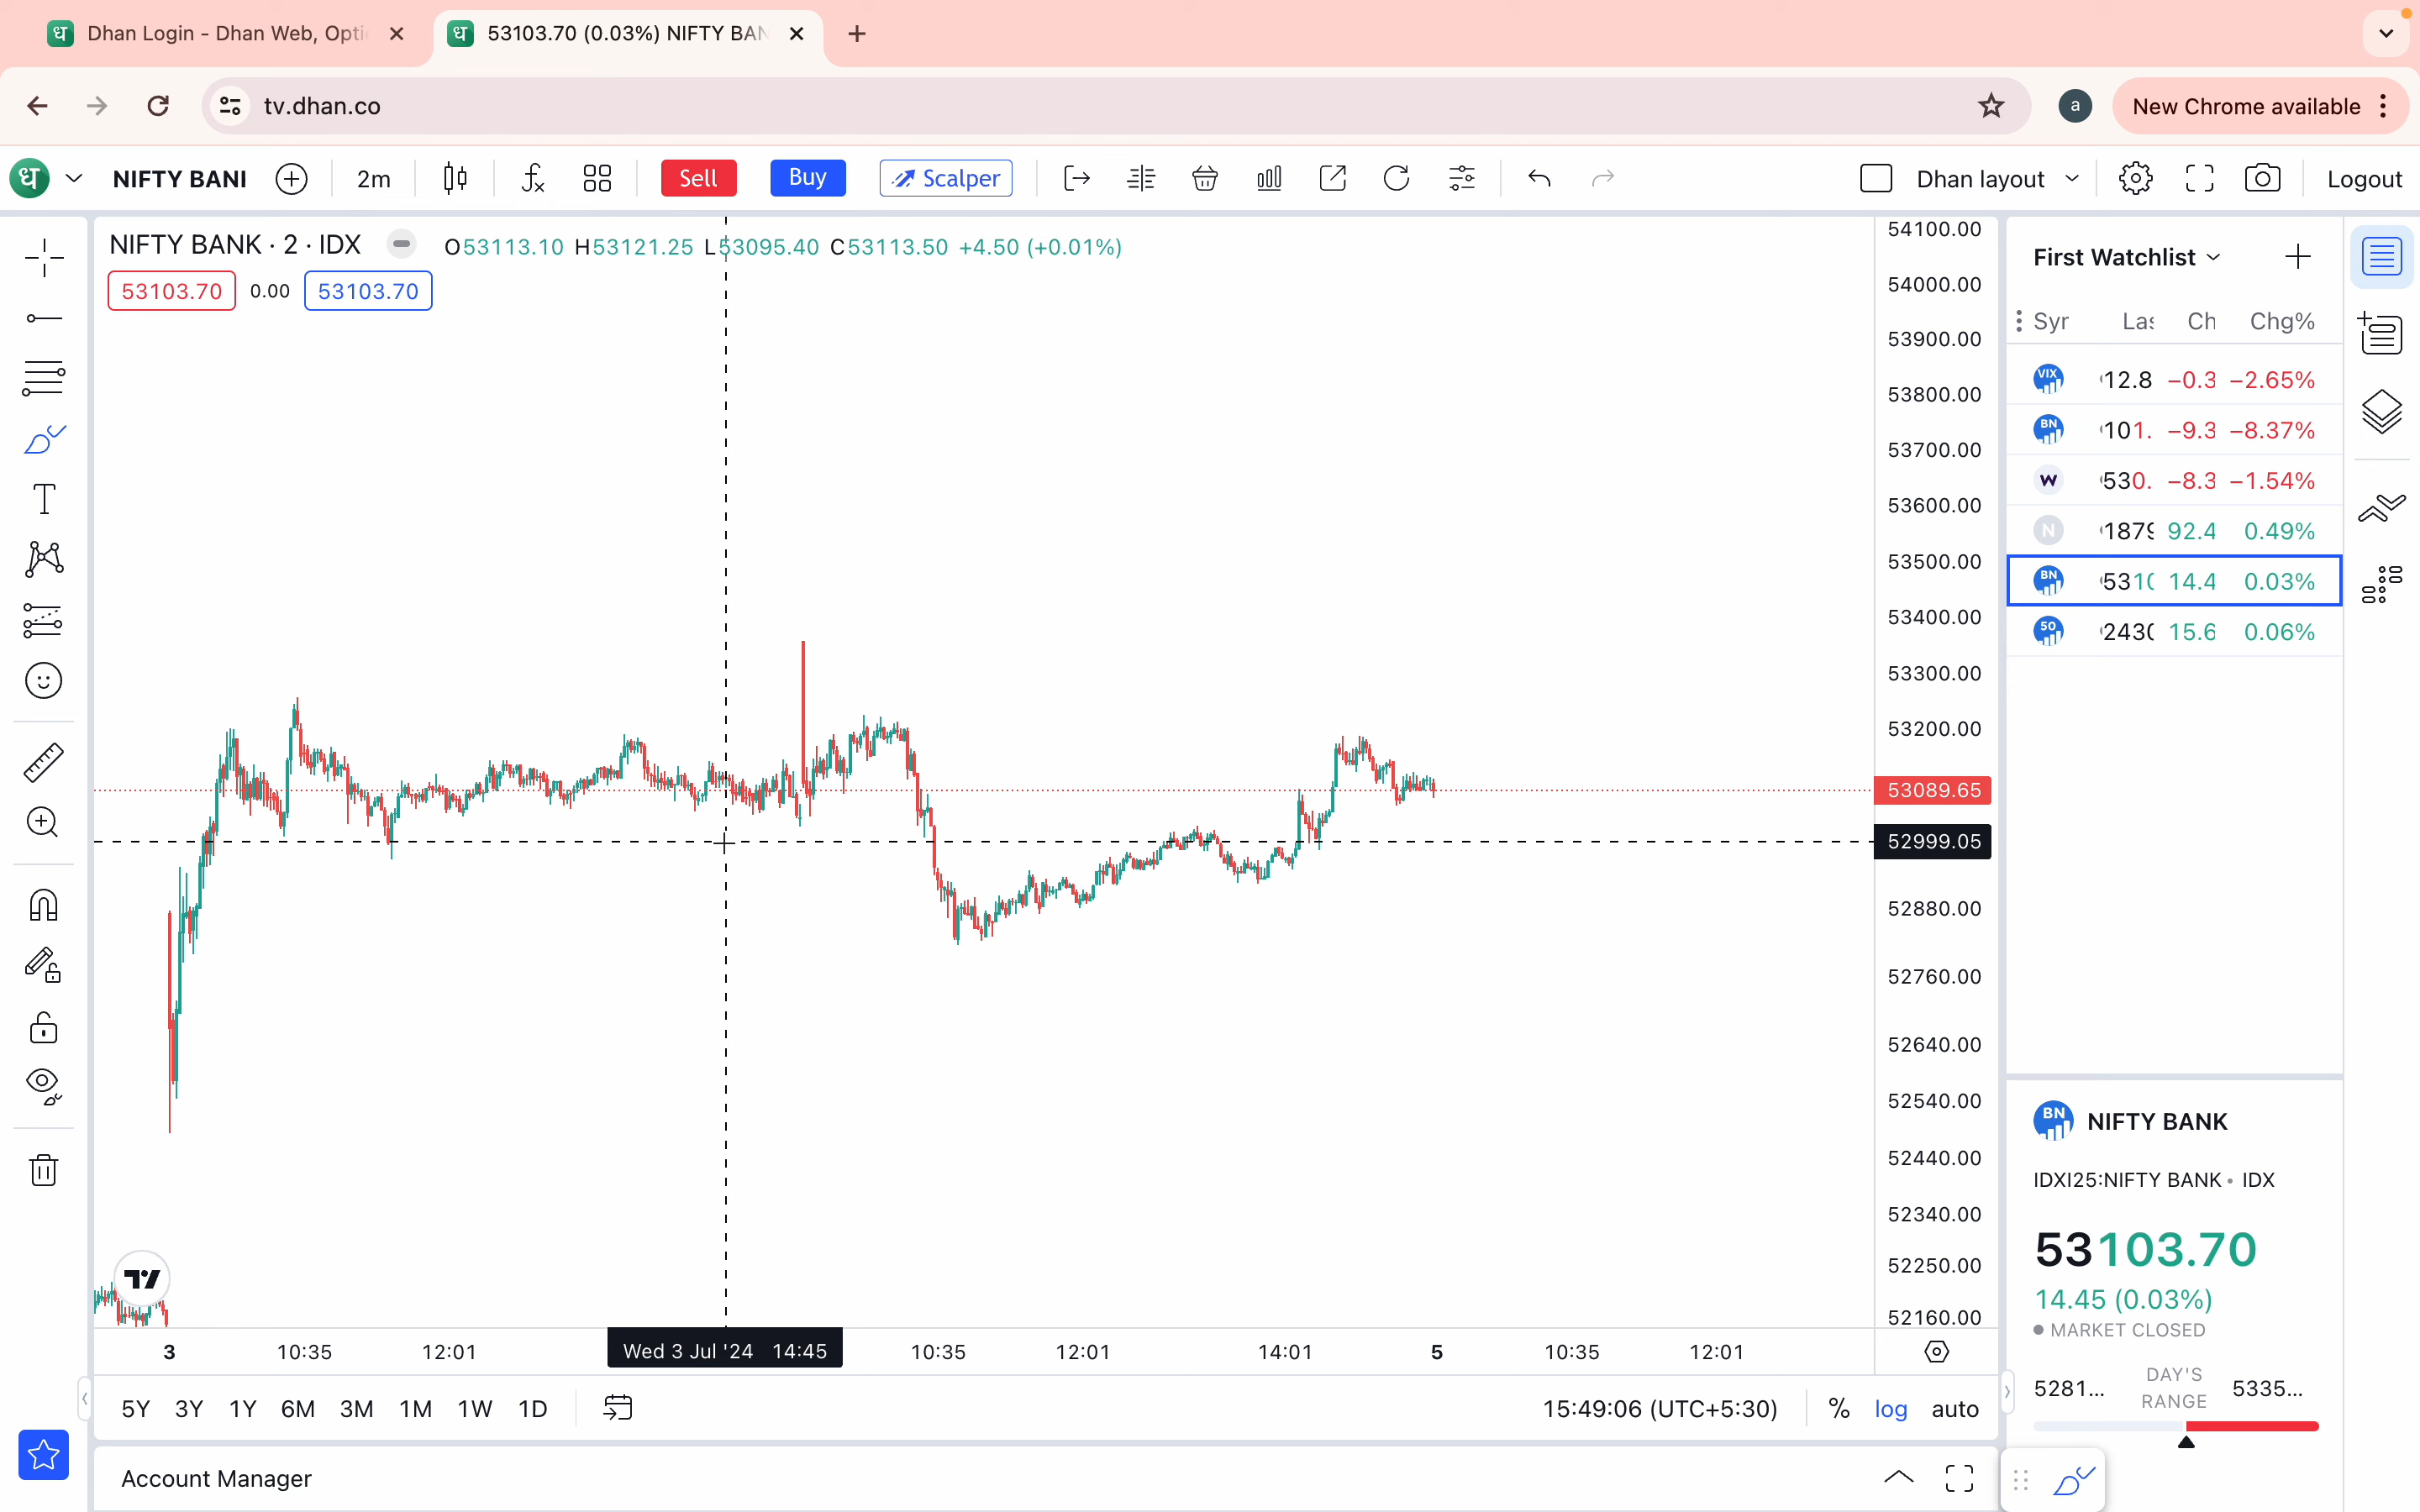 Dhan Login - Dhan Web, Opti
53103.70 (0.03%) NIFTY BAN
tv.dhan.co
a
New Chrome available
ध
NIFTY BANI
2m
Sell
Buy
Scalper
Dhan layout
Logout
NIFTY BANK · 2 · IDX
O53113.10 H53121.25 L53095.40 C53113.50 +4.50 (+0.01%)
53103.70 0.00 53103.70
54100.00
54000.00
53900.00
53800.00
53700.00
53600.00
53500.00
53400.00
53300.00
53200.00
53089.65
52999.05
52880.00
52760.00
52640.00
52540.00
52440.00
52340.00
52250.00
52160.00
3 10:35 12:01 Wed 3 Jul '24 14:45 10:35 12:01 14:01 5 10:35 12:01
5Y 3Y 1Y 6M 3M 1M 1W 1D
15:49:06 (UTC+5:30) % log auto
Account Manager
First Watchlist
Syr Las Ch Chg%
VIX 12.8 −0.3 −2.65%
BN 101. −9.3 −8.37%
W 530. −8.3 −1.54%
N 1879 92.4 0.49%
BN 5310 14.4 0.03%
50 2430 15.6 0.06%
BN NIFTY BANK
IDXI25:NIFTY BANK • IDX
53103.70
14.45 (0.03%)
MARKET CLOSED
5281... DAY'S RANGE 5335...